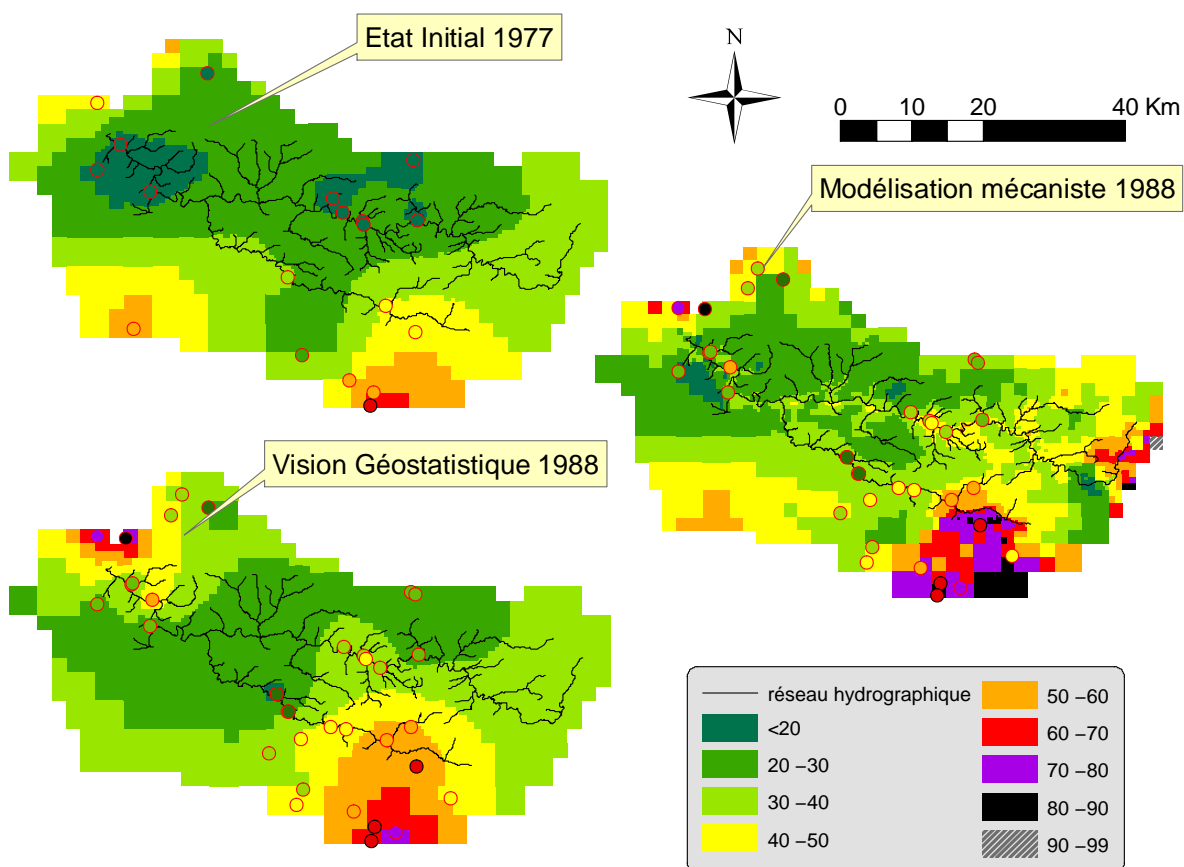 Etat Initial 1977
N
0 10 20 40 Km
Modélisation mécaniste 1988
Vision Géostatistique 1988
réseau hydrographique
<20
20 –30
30 –40
40 –50
50 –60
60 –70
70 –80
80 –90
90 –99